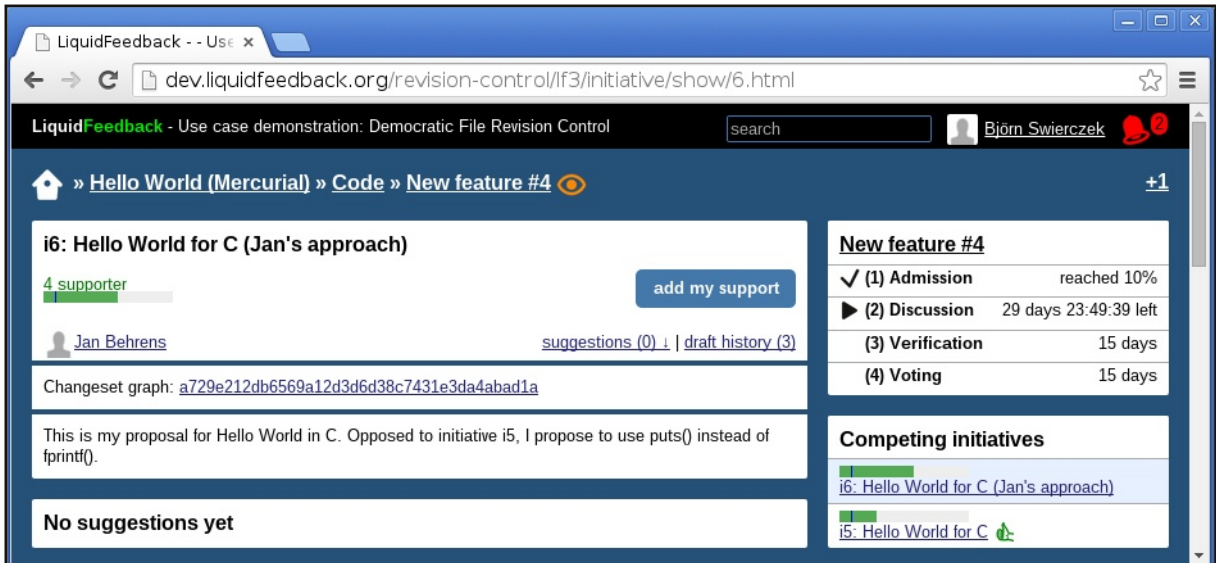 LiquidFeedback - - Use
dev.liquidfeedback.org/revision-control/lf3/initiative/show/6.html
LiquidFeedback - Use case demonstration: Democratic File Revision Control search Björn Swierczek 2
» Hello World (Mercurial) » Code » New feature #4 +1
i6: Hello World for C (Jan's approach)
4 supporter
add my support
Jan Behrens suggestions (0) ↓ | draft history (3)
Changeset graph: a729e212db6569a12d3d6d38c7431e3da4abad1a
This is my proposal for Hello World in C. Opposed to initiative i5, I propose to use puts() instead of
fprintf().
No suggestions yet
New feature #4
(1) Admission reached 10%
(2) Discussion 29 days 23:49:39 left
(3) Verification 15 days
(4) Voting 15 days
Competing initiatives
i6: Hello World for C (Jan's approach)
i5: Hello World for C